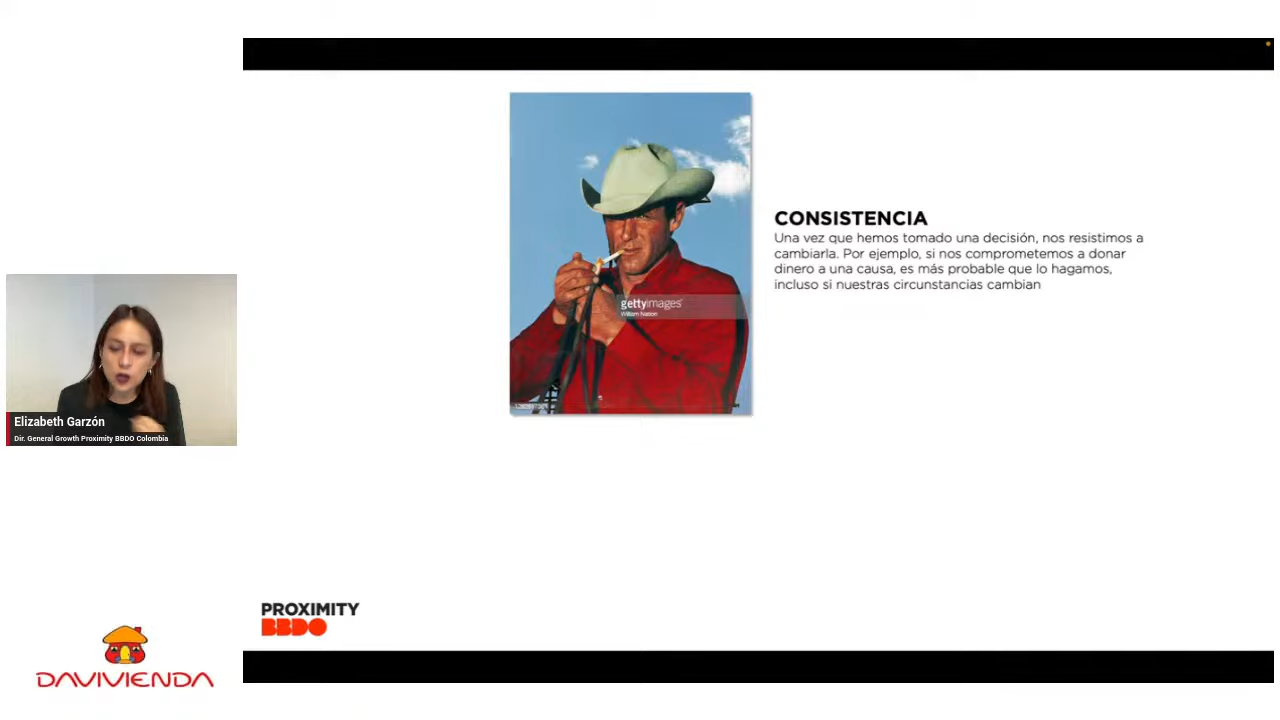 CONSISTENCIA
Una vez que hemos tomado una decisión, nos resistimos a
cambiarla. Por ejemplo, si nos comprometemos a donar
dinero a una causa, es más probable que lo hagamos,
incluso si nuestras circunstancias cambian
gettyimages
William Nation
Elizabeth Garzón
Dir. General Growth Proximity BBDO Colombia
PROXIMITY
BBDO
DAVIVIENDA